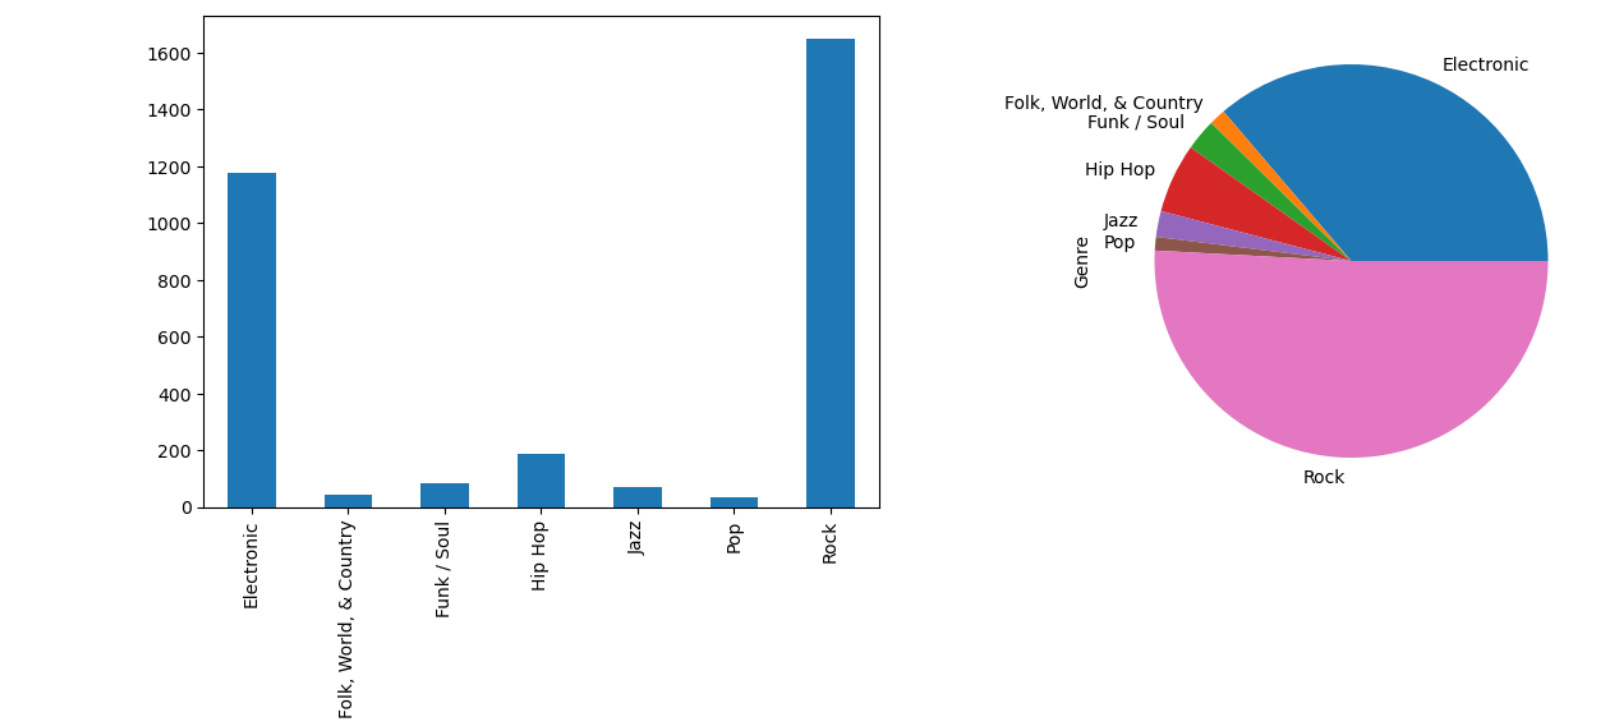 1600
1400
1200
1000
800
600
400
200
0
Electronic
Folk, World, & Country
Funk / Soul
Hip Hop
Jazz
Pop
Rock
Electronic
Folk, World, & Country
Funk / Soul
Hip Hop
Jazz
Pop
Genre
Rock